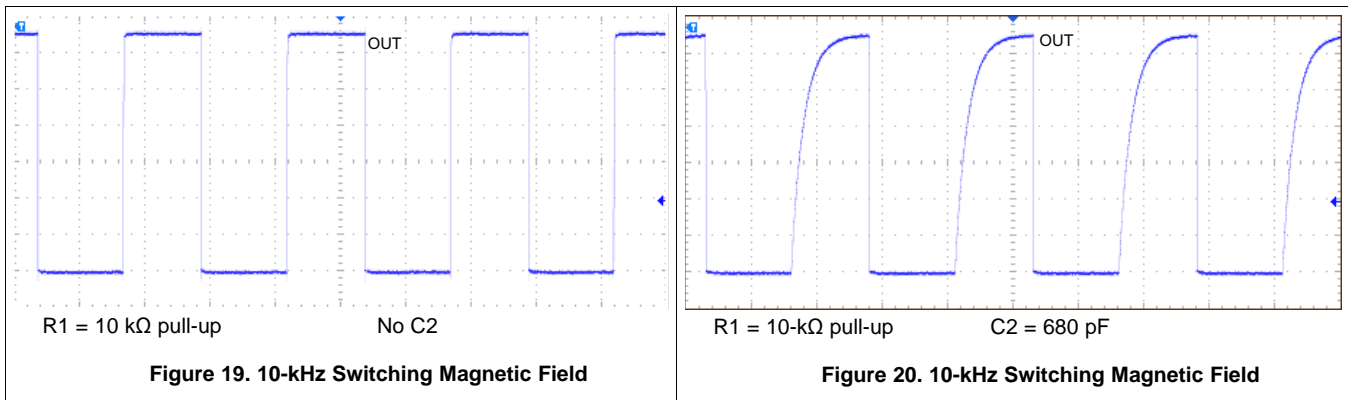 OUT
R1 = 10 kΩ pull-up
No C2
Figure 19. 10-kHz Switching Magnetic Field
OUT
R1 = 10-kΩ pull-up
C2 = 680 pF
Figure 20. 10-kHz Switching Magnetic Field